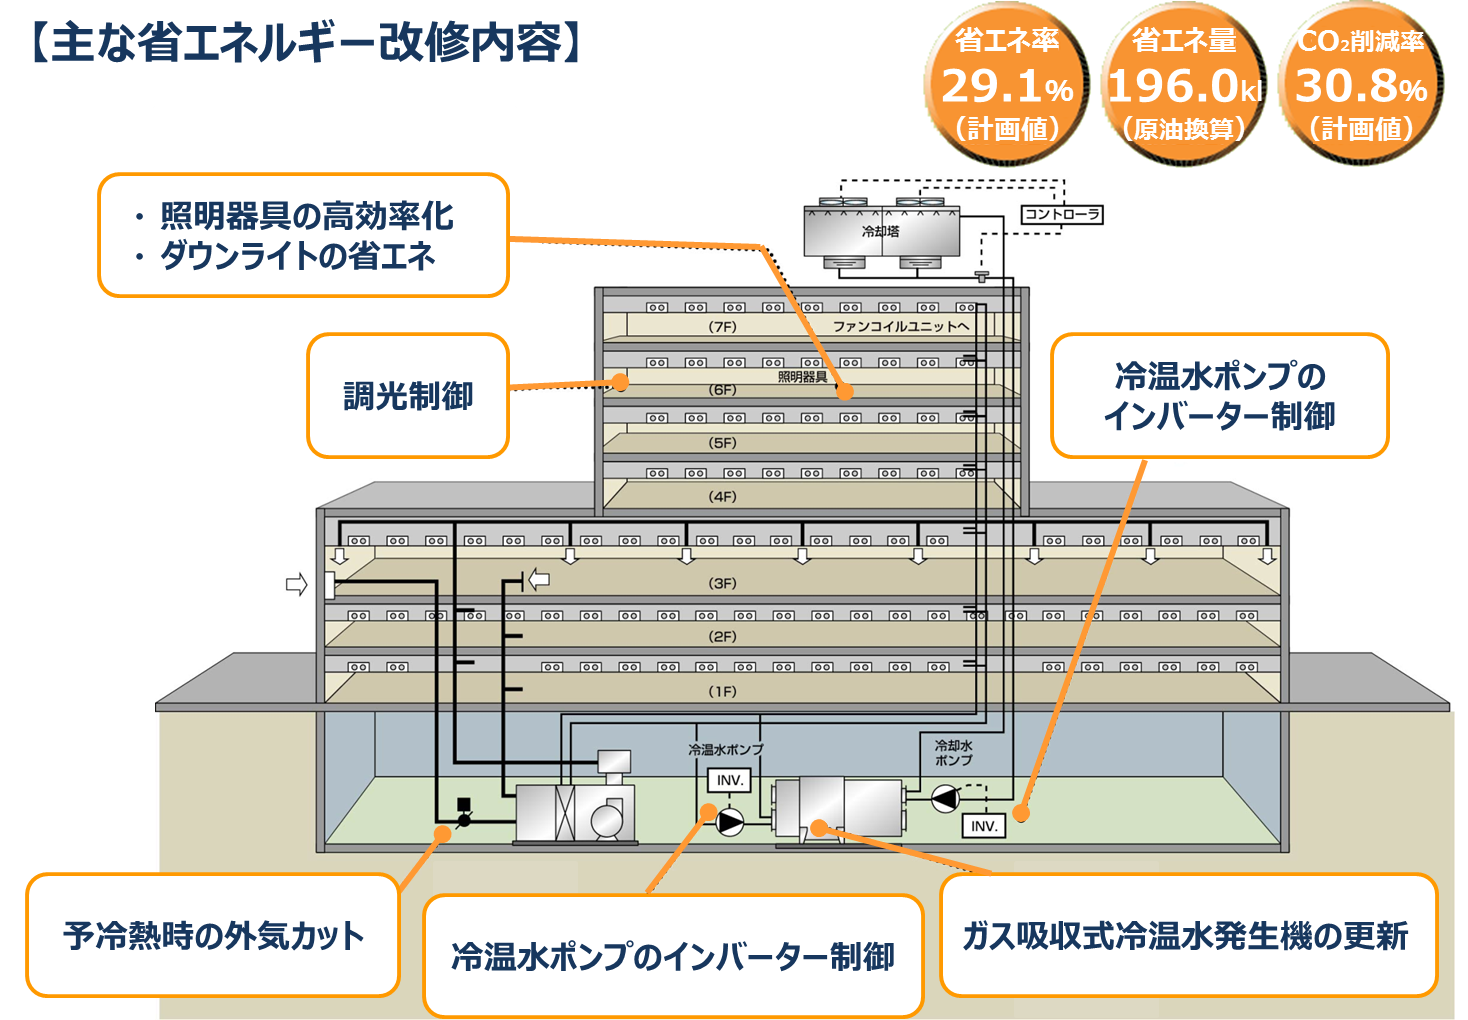 【主な省エネルギー改修内容】
省エネ率
29.1%
（計画値）
省エネ量
196.0kl
（原油換算）
CO₂削減率
30.8%
（計画値）
・ 照明器具の高効率化
・ ダウンライトの省エネ
コントローラ
冷却塔
（7F）
ファンコイルユニットへ
調光制御
照明器具
（6F）
冷温水ポンプの
インバーター制御
（5F）
（4F）
（3F）
（2F）
（1F）
冷温水ポンプ
冷却水
ポンプ
INV.
INV.
予冷熱時の外気カット
冷温水ポンプのインバーター制御
ガス吸収式冷温水発生機の更新